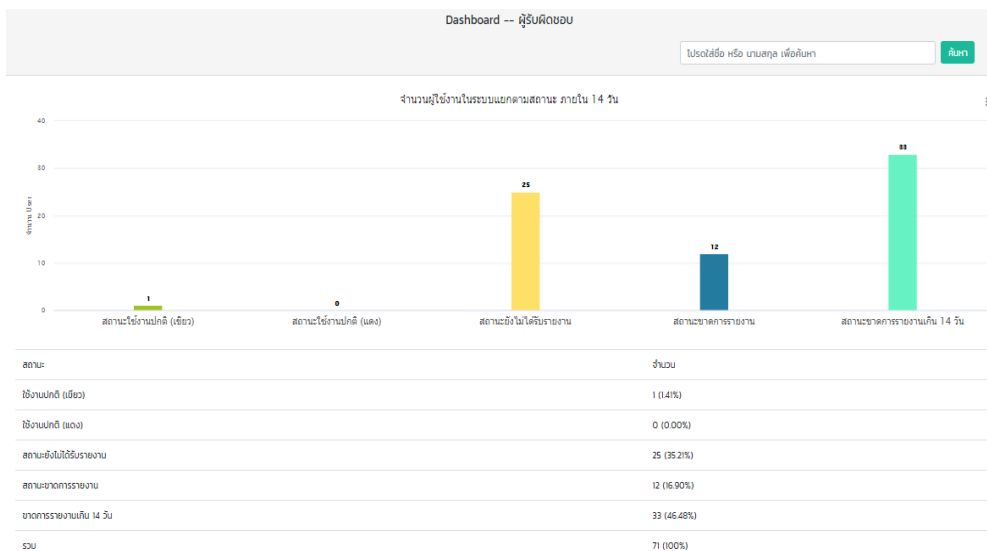 Dashboard -- ผู้รับผิดชอบ
โปรดใส่ชื่อ หรือ นามสกุล เพื่อค้นหา
ค้นหา
จำนวนผู้ใช้งานในระบบแยกตามสถานะ ภายใน 14 วัน
จำนวน User
40
30
20
10
0
1
0
25
12
33
สถานะใช้งานปกติ (เขียว)
สถานะใช้งานปกติ (แดง)
สถานะยังไม่ได้รับรายงาน
สถานะขาดการรายงาน
สถานะขาดการรายงานเกิน 14 วัน
สถานะ จำนวน
ใช้งานปกติ (เขียว) 1 (1.41%)
ใช้งานปกติ (แดง) 0 (0.00%)
สถานะยังไม่ได้รับรายงาน 25 (35.21%)
สถานะขาดการรายงาน 12 (16.90%)
ขาดการรายงานเกิน 14 วัน 33 (46.48%)
รวม 71 (100%)